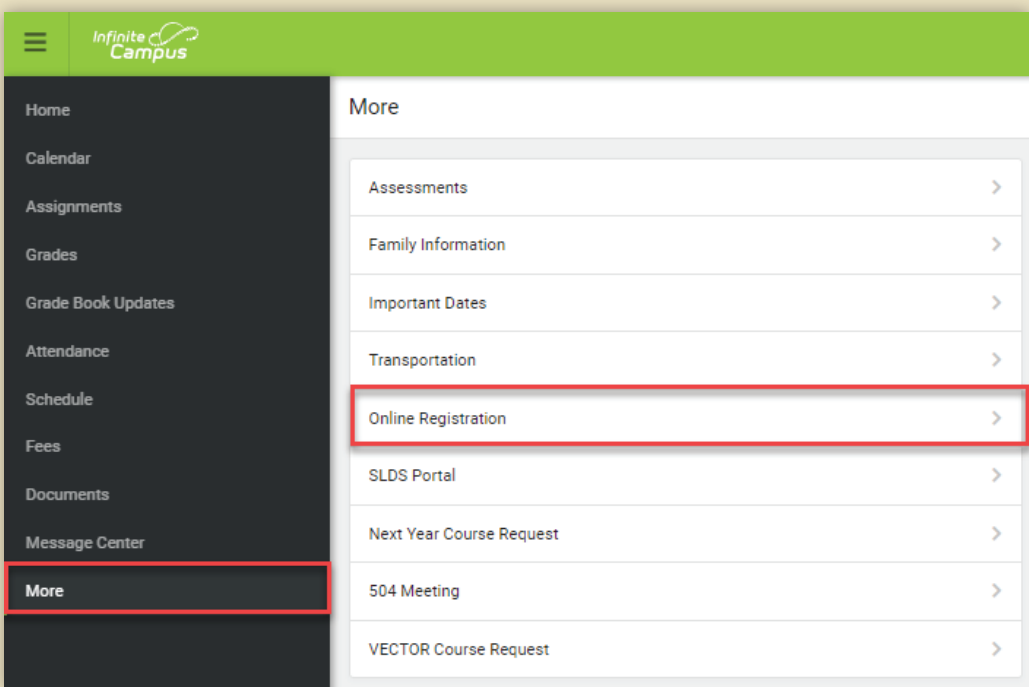 Infinite
Campus
Home
Calendar
Assignments
Grades
Grade Book Updates
Attendance
Schedule
Fees
Documents
Message Center
More
More
Assessments
Family Information
Important Dates
Transportation
Online Registration
SLDS Portal
Next Year Course Request
504 Meeting
VECTOR Course Request